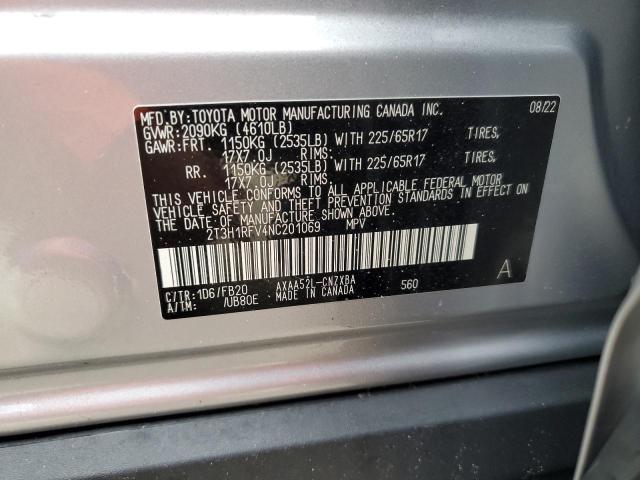 MFD.BY:TOYOTA MOTOR MANUFACTURING CANADA INC. 08/22
GVWR:2090KG (4610LB)
GAWR:FRT. 1150KG (2535LB) WITH 225/65R17 TIRES,
17X7.0J RIMS.
RR. 1150KG (2535LB) WITH 225/65R17 TIRES,
17X7.0J RIMS.
THIS VEHICLE CONFORMS TO ALL APPLICABLE FEDERAL MOTOR
VEHICLE SAFETY AND THEFT PREVENTION STANDARDS IN
EFFECT ON THE DATE OF MANUFACTURE SHOWN ABOVE.
2T3H1RFV4NC201069 MPV
C/TR:1D6/FB20 AXAA52L-CNZXBA 560 A
A/TM: /UB80E MADE IN CANADA